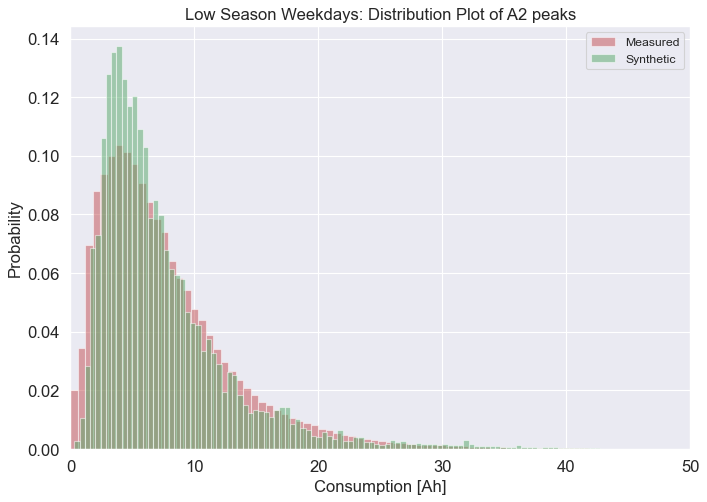 Low Season Weekdays: Distribution Plot of A2 peaks
Measured
Synthetic
Probability
0.14
0.12
0.10
0.08
0.06
0.04
0.02
0.00
0 10 20 30 40 50
Consumption [Ah]